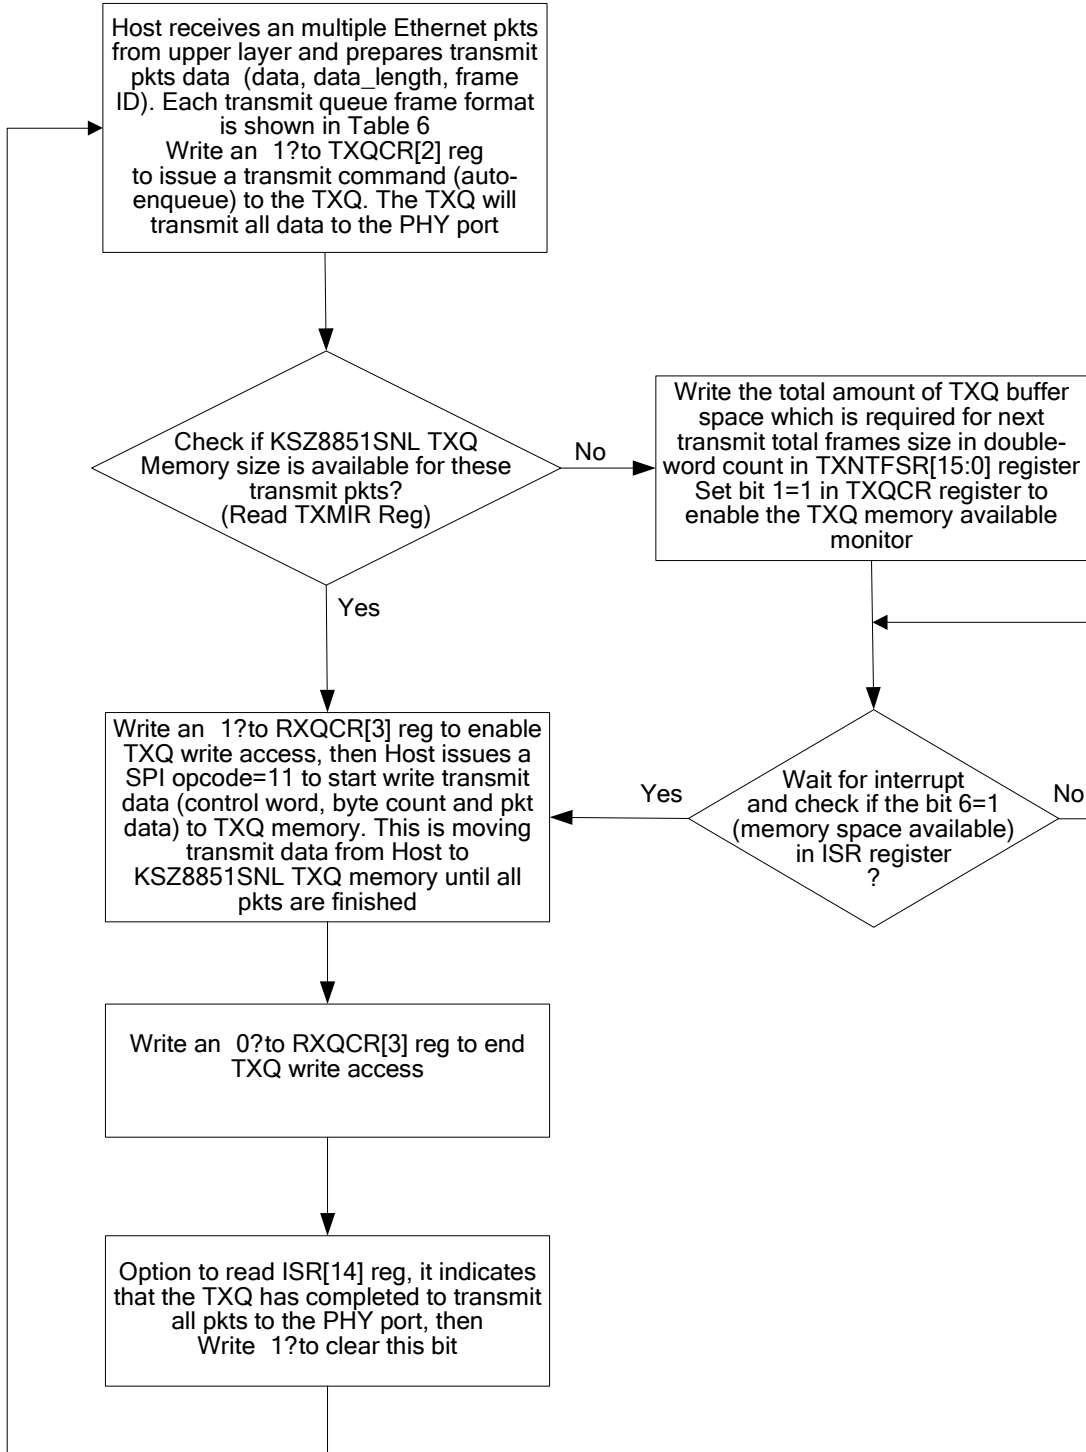 Host receives an multiple Ethernet pkts
from upper layer and prepares transmit
pkts data (data, data_length, frame
ID). Each transmit queue frame format
is shown in Table 6
Write an 1?to TXQCR[2] reg
to issue a transmit command (auto-
enqueue) to the TXQ. The TXQ will
transmit all data to the PHY port
Check if KSZ8851SNL TXQ
Memory size is available for these
transmit pkts?
(Read TXMIR Reg)
No
Write the total amount of TXQ buffer
space which is required for next
transmit total frames size in double-
word count in TXNTFSR[15:0] register
Set bit 1=1 in TXQCR register to
enable the TXQ memory available
monitor
Yes
Write an 1?to RXQCR[3] reg to enable
TXQ write access, then Host issues a
SPI opcode=11 to start write transmit
data (control word, byte count and pkt
data) to TXQ memory. This is moving
transmit data from Host to
KSZ8851SNL TXQ memory until all
pkts are finished
Yes
Wait for interrupt
and check if the bit 6=1
(memory space available)
in ISR register
?
No
Write an 0?to RXQCR[3] reg to end
TXQ write access
Option to read ISR[14] reg, it indicates
that the TXQ has completed to transmit
all pkts to the PHY port, then
Write 1?to clear this bit